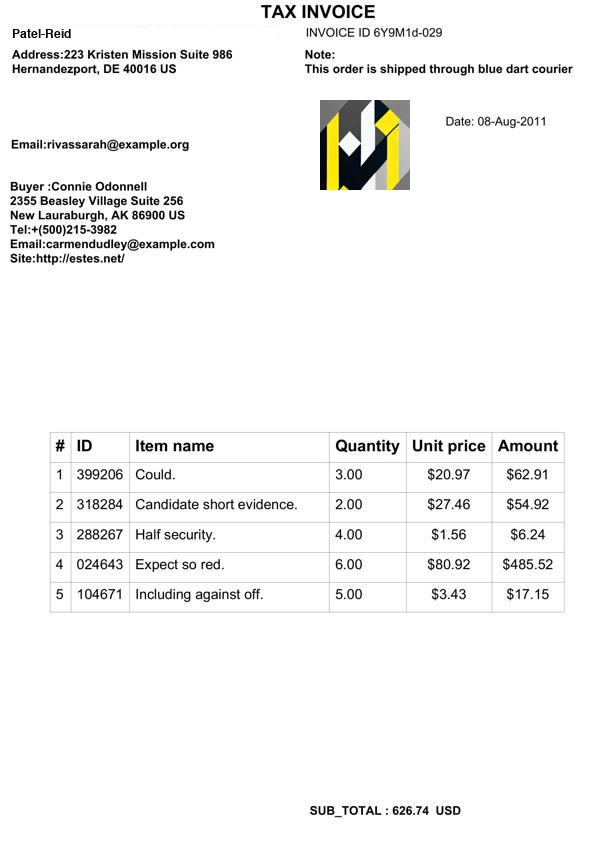 TAX INVOICE
Patel-Reid
INVOICE ID 6Y9M1d-029
Address:223 Kristen Mission Suite 986
Hernandezport, DE 40016 US
Note:
This order is shipped through blue dart courier
Date: 08-Aug-2011
Email:rivassarah@example.org
Buyer :Connie Odonnell
2355 Beasley Village Suite 256
New Lauraburgh, AK 86900 US
Tel:+(500)215-3982
Email:carmendudley@example.com
Site:http://estes.net/
# ID Item name Quantity Unit price Amount
1 399206 Could. 3.00 $20.97 $62.91
2 318284 Candidate short evidence. 2.00 $27.46 $54.92
3 288267 Half security. 4.00 $1.56 $6.24
4 024643 Expect so red. 6.00 $80.92 $485.52
5 104671 Including against off. 5.00 $3.43 $17.15
SUB_TOTAL : 626.74 USD